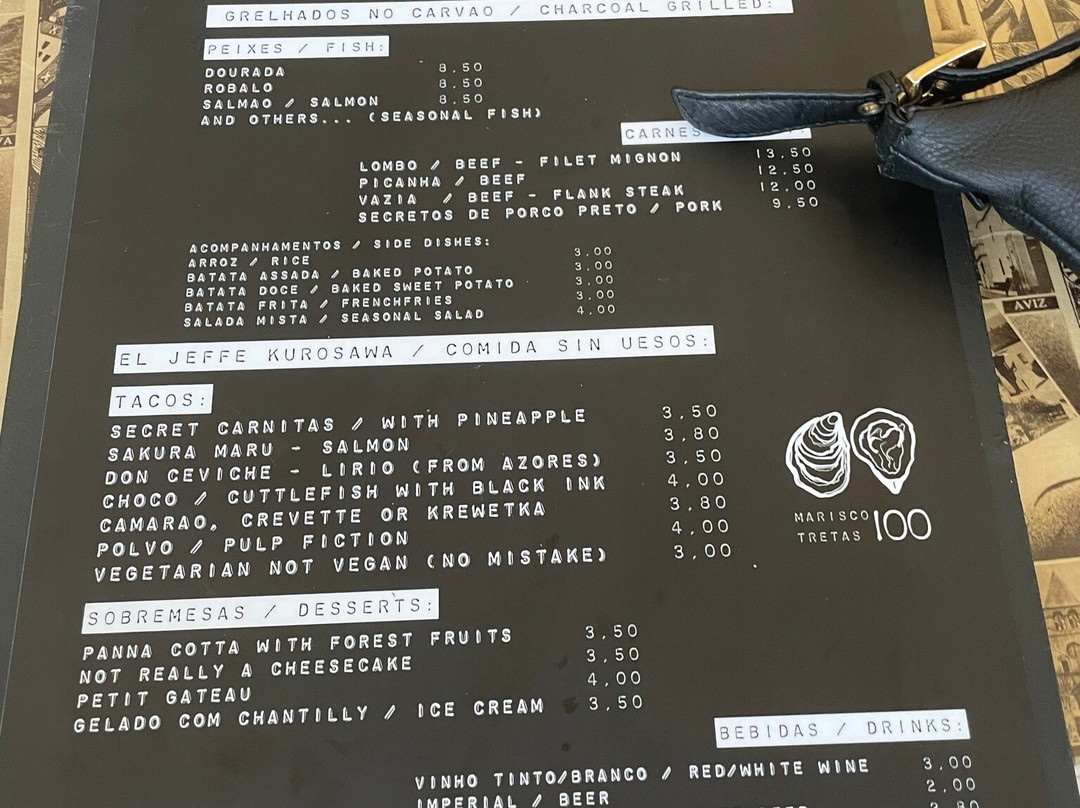 GRELHADOS NO CARVAO / CHARCOAL GRILLED:
PEIXES / FISH:
DOURADA 8,50
ROBALO 8,50
SALMAO / SALMON 8,50
AND OTHERS... (SEASONAL FISH)
CARNES
LOMBO / BEEF - FILET MIGNON 13,50
PICANHA / BEEF 12,50
VAZIA / BEEF - FLANK STEAK 12,00
SECRETOS DE PORCO PRETO / PORK 9,50
ACOMPANHAMENTOS / SIDE DISHES:
ARROZ / RICE 3,00
BATATA ASSADA / BAKED POTATO 3,00
BATATA DOCE / BAKED SWEET POTATO 3,00
BATATA FRITA / FRENCHFRIES 3,00
SALADA MISTA / SEASONAL SALAD 4,00
EL JEFFE KUROSAWA / COMIDA SIN UESOS:
TACOS:
SECRET CARNITAS / WITH PINEAPPLE 3,50
SAKURA MARU - SALMON 3,80
DON CEVICHE - LIRIO (FROM AZORES) 3,50
CHOCO / CUTTLEFISH WITH BLACK INK 4,00
CAMARAO, CREVETTE OR KREWETKA 3,80
POLVO / PULP FICTION 4,00
VEGETARIAN NOT VEGAN (NO MISTAKE) 3,00
MARISCO
TRETAS 100
SOBREMESAS / DESSERTS:
PANNA COTTA WITH FOREST FRUITS 3,50
NOT REALLY A CHEESECAKE 3,50
PETIT GATEAU 4,00
GELADO COM CHANTILLY / ICE CREAM 3,50
BEBIDAS / DRINKS:
VINHO TINTO/BRANCO / RED/WHITE WINE 3,00
IMPERIAL / BEER 2,00
AVIZ